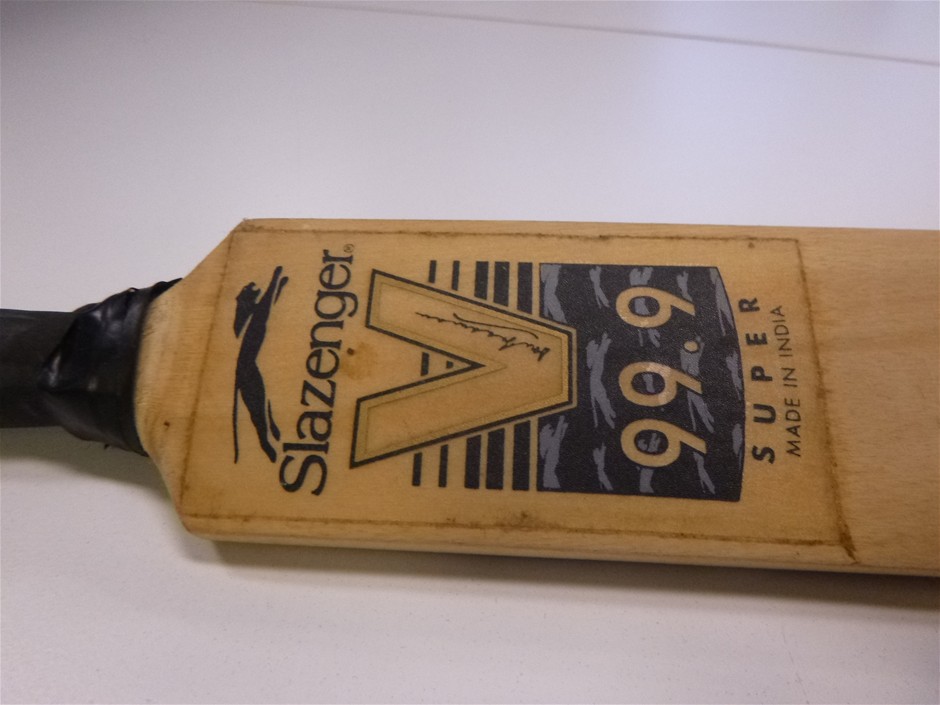 Slazenger®
V
99.9
SUPER
MADE IN INDIA